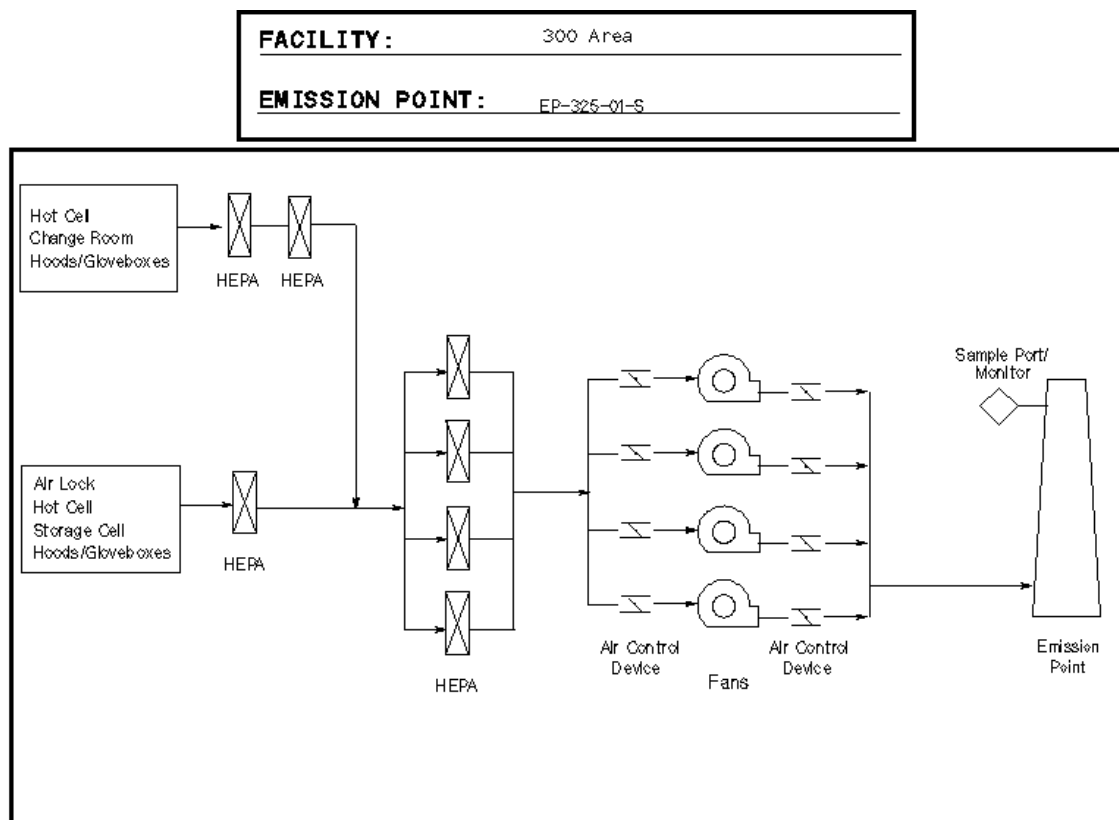 FACILITY: 300 Area
EMISSION POINT: EP-325-01-S
Hot Cell
Change Room
Hoods/Gloveboxes
HEPA
HEPA
Sample Port/
Monitor
Air Lock
Hot Cell
Storage Cell
Hoods/Gloveboxes
HEPA
HEPA
Air Control
Device
Fans
Air Control
Device
Emission
Point